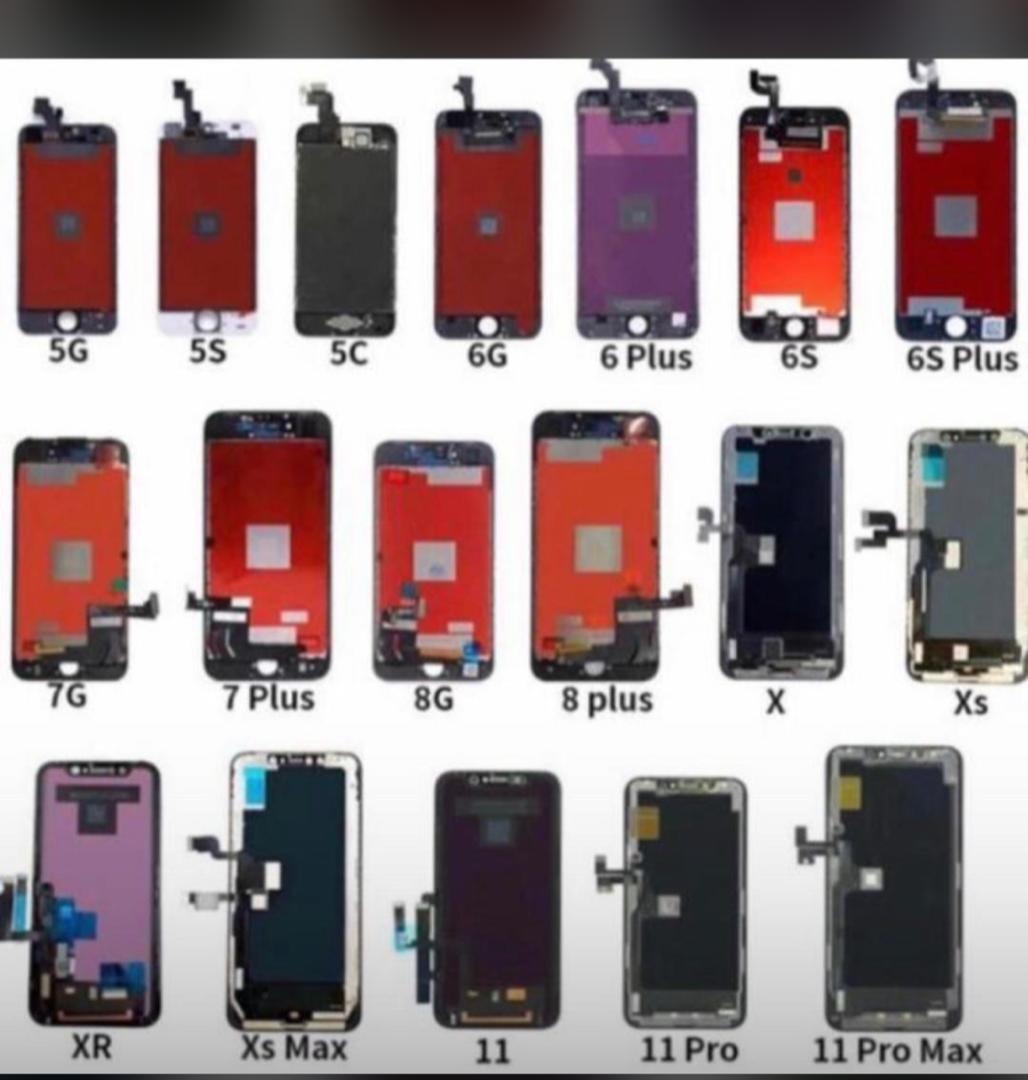 5G 5S 5C 6G 6 Plus 6S 6S Plus
7G 7 Plus 8G 8 plus X Xs
XR Xs Max 11 11 Pro 11 Pro Max